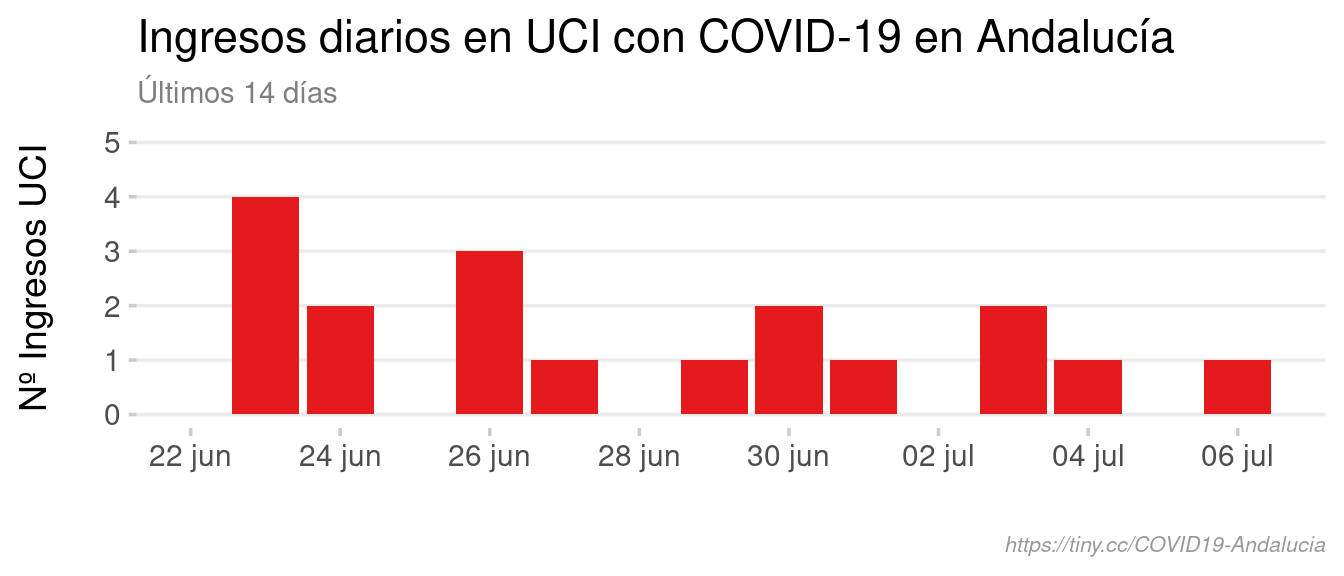 Ingresos diarios en UCI con COVID-19 en Andalucía
Últimos 14 días
Nº Ingresos UCI
5
4
3
2
1
0
22 jun 24 jun 26 jun 28 jun 30 jun 02 jul 04 jul 06 jul
https://tiny.cc/COVID19-Andalucia